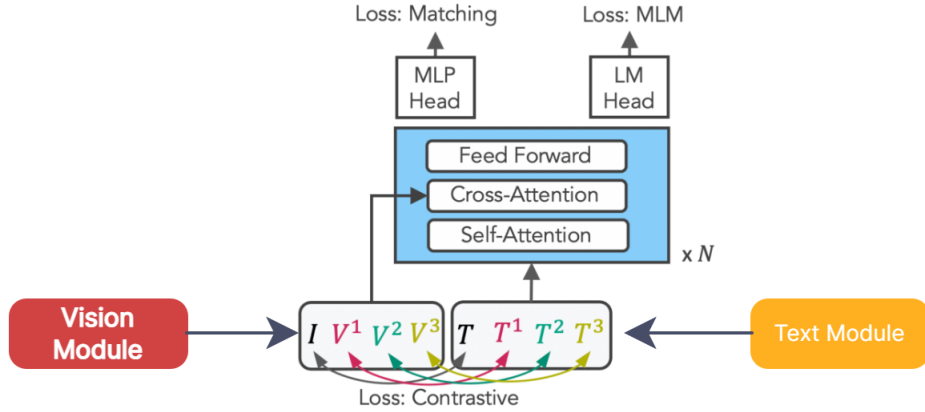 Loss: Matching
Loss: MLM
MLP
Head
LM
Head
Feed Forward
Cross-Attention
Self-Attention
x N
Vision
Module
I V¹ V² V³
T T¹ T² T³
Text Module
Loss: Contrastive